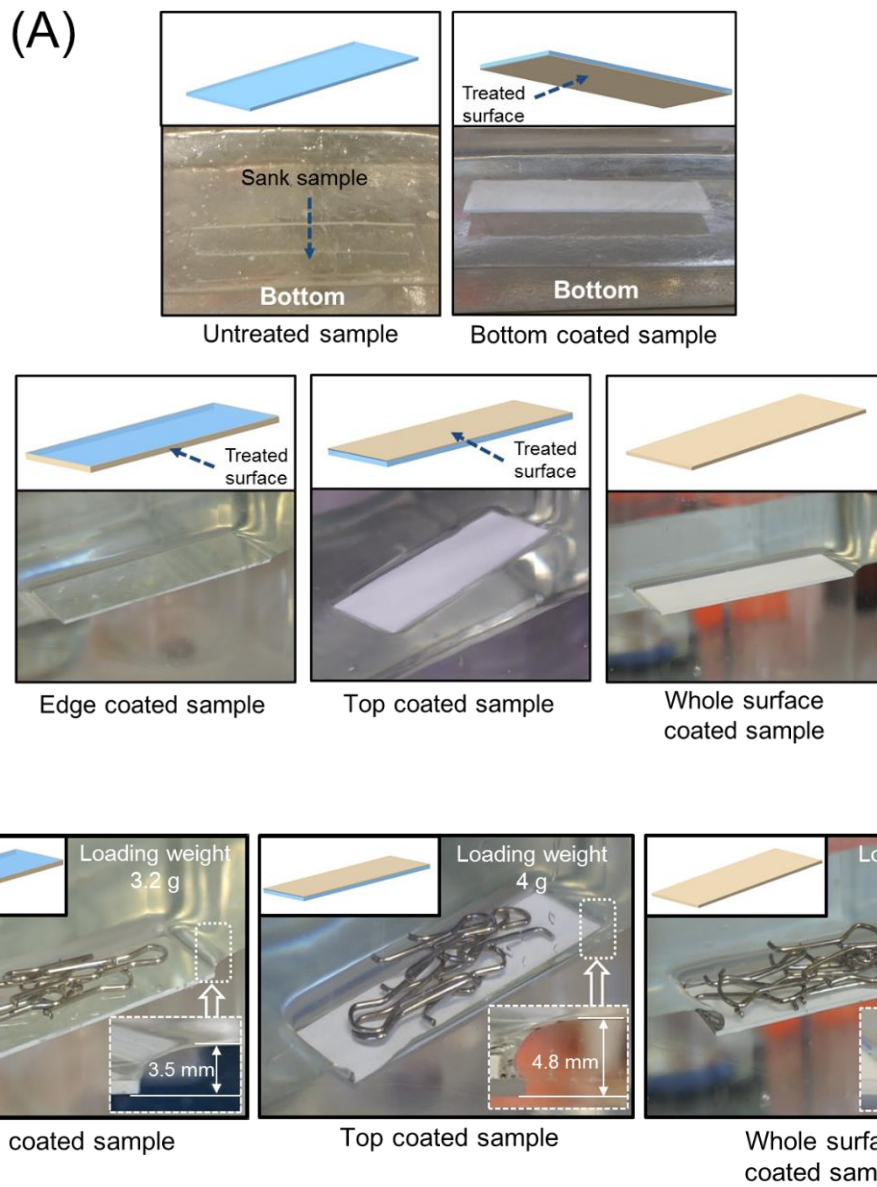 (A)
Treated
surface
Sank sample
Bottom
Bottom
Untreated sample
Bottom coated sample
Treated
surface
Treated
surface
Edge coated sample
Top coated sample
Whole surface
coated sample
Loading weight
3.2 g
Loading weight
4 g
Lo
3.5 mm
4.8 mm
coated sample
Top coated sample
Whole surfa
coated sam